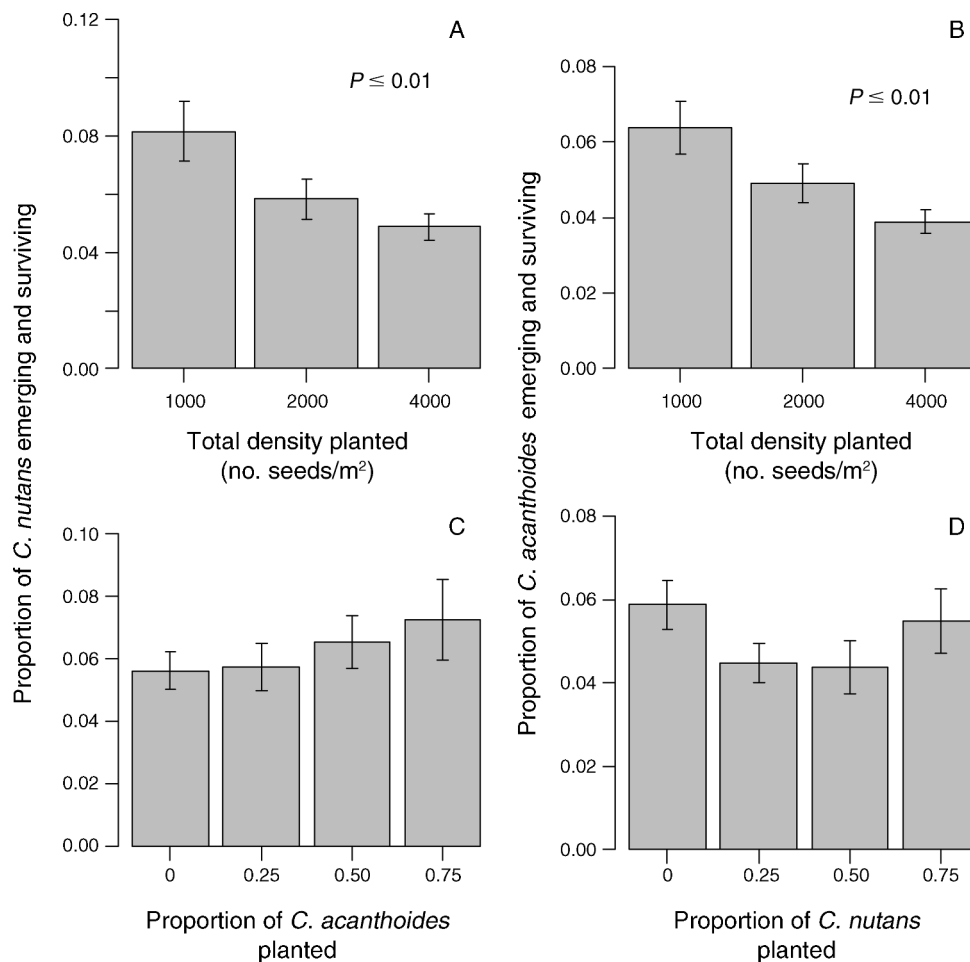 A
P ≤ 0.01
0.12
0.08
0.04
0.00
1000 2000 4000
Total density planted
(no. seeds/m²)
B
P ≤ 0.01
0.08
0.06
0.04
0.02
0.00
1000 2000 4000
Total density planted
(no. seeds/m²)
Proportion of C. nutans emerging and surviving
Proportion of C. acanthoides emerging and surviving
C
0.10
0.08
0.06
0.04
0.02
0.00
0 0.25 0.50 0.75
Proportion of C. acanthoides
planted
D
0.08
0.06
0.04
0.02
0.00
0 0.25 0.50 0.75
Proportion of C. nutans
planted